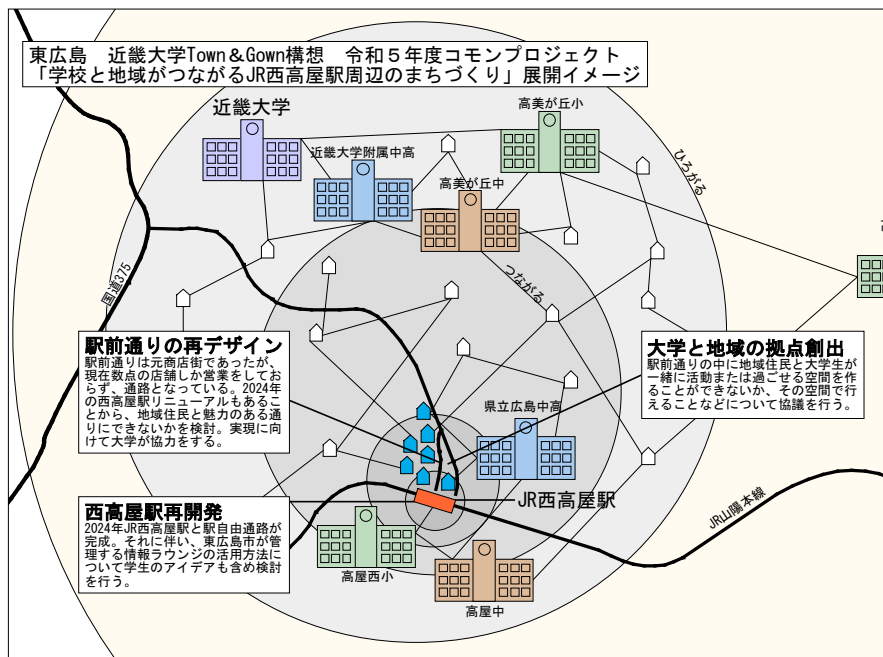 東広島　近畿大学Town＆Gown構想　令和５年度コモンプロジェクト
「学校と地域がつながるJR西高屋駅周辺のまちづくり」展開イメージ
近畿大学
高美が丘小
近畿大学附属中高
高美が丘中
ひろがる
高
つながる
国道375
駅前通りの再デザイン
駅前通りは元商店街であったが、
現在数点の店舗しか営業をしてお
らず、通路となっている。2024年
の西高屋駅リニューアルもあるこ
とから、地域住民と魅力のある通
りにできないかを検討。実現に向
けて大学が協力をする。
大学と地域の拠点創出
駅前通りの中に地域住民と大学生が
一緒に活動または過ごせる空間を作
ることができないか、その空間で行
えることなどについて協議を行う。
県立広島中高
JR西高屋駅
西高屋駅再開発
2024年JR西高屋駅と駅自由通路が
完成。それに伴い、東広島市が管
理する情報ラウンジの活用方法に
ついて学生のアイデアも含め検討
を行う。
JR山陽本線
高屋西小
高屋中